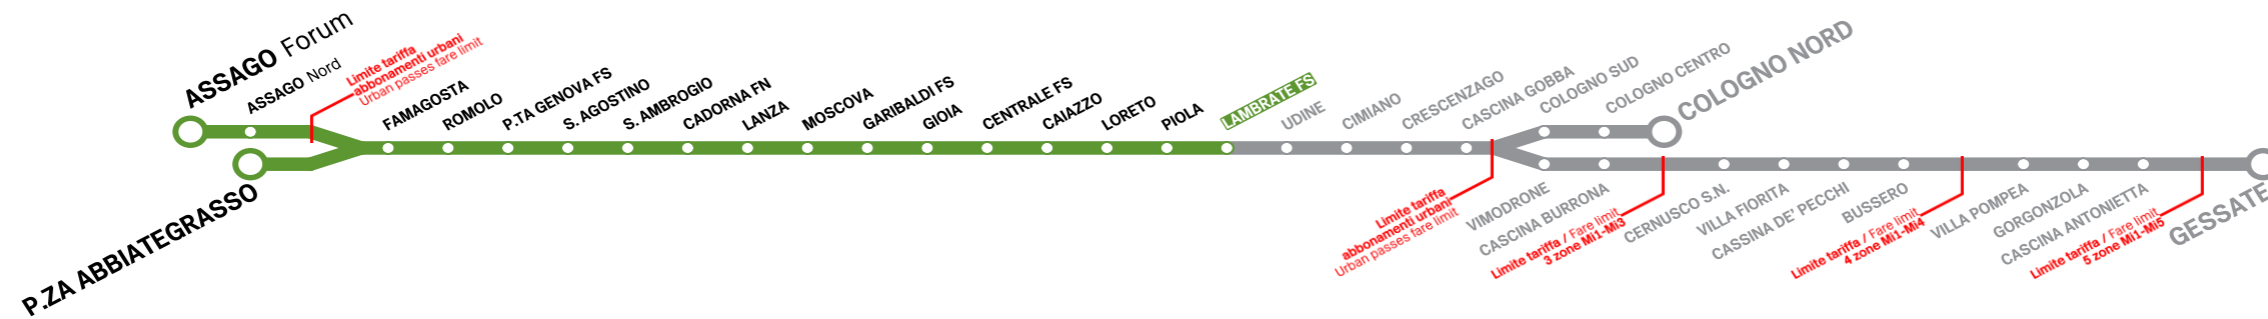 ASSAGO Forum
ASSAGO Nord
Limite tariffa
abbonamenti urbani
Urban passes fare limit
P.ZA ABBIATEGRASSO
FAMAGOSTA
ROMOLO
P.TA GENOVA FS
S. AGOSTINO
S. AMBROGIO
CADORNA FN
LANZA
MOSCOVA
GARIBALDI FS
GIOIA
CENTRALE FS
CAIAZZO
LORETO
PIOLA
LAMBRATE FS
UDINE
CIMIANO
CRESCENZAGO
CASCINA GOBBA
COLOGNO SUD
COLOGNO CENTRO
COLOGNO NORD
Limite tariffa
abbonamenti urbani
Urban passes fare limit
VIMODRONE
CASCINA BURRONA
Limite tariffa / Fare limit
3 zone Mi1-Mi3
CERNUSCO S.N.
VILLA FIORITA
CASSINA DE' PECCHI
BUSSERO
Limite tariffa / Fare limit
4 zone Mi1-Mi4
VILLA POMPEA
GORGONZOLA
CASCINA ANTONIETTA
Limite tariffa / Fare limit
5 zone Mi1-Mi5
GESSATE